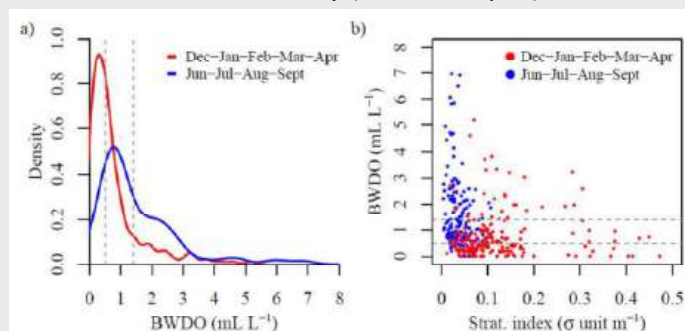 a)
b)
Dec−Jan−Feb−Mar−Apr
Jun−Jul−Aug−Sept
Density
0.0 0.2 0.4 0.6 0.8 1.0
0 1 2 3 4 5 6 7 8
BWDO (mL L⁻¹)
Dec−Jan−Feb−Mar−Apr
Jun−Jul−Aug−Sept
BWDO (mL L⁻¹)
0 1 2 3 4 5 6 7 8
0.0 0.1 0.2 0.3 0.4 0.5
Strat. index (σ unit m⁻¹)